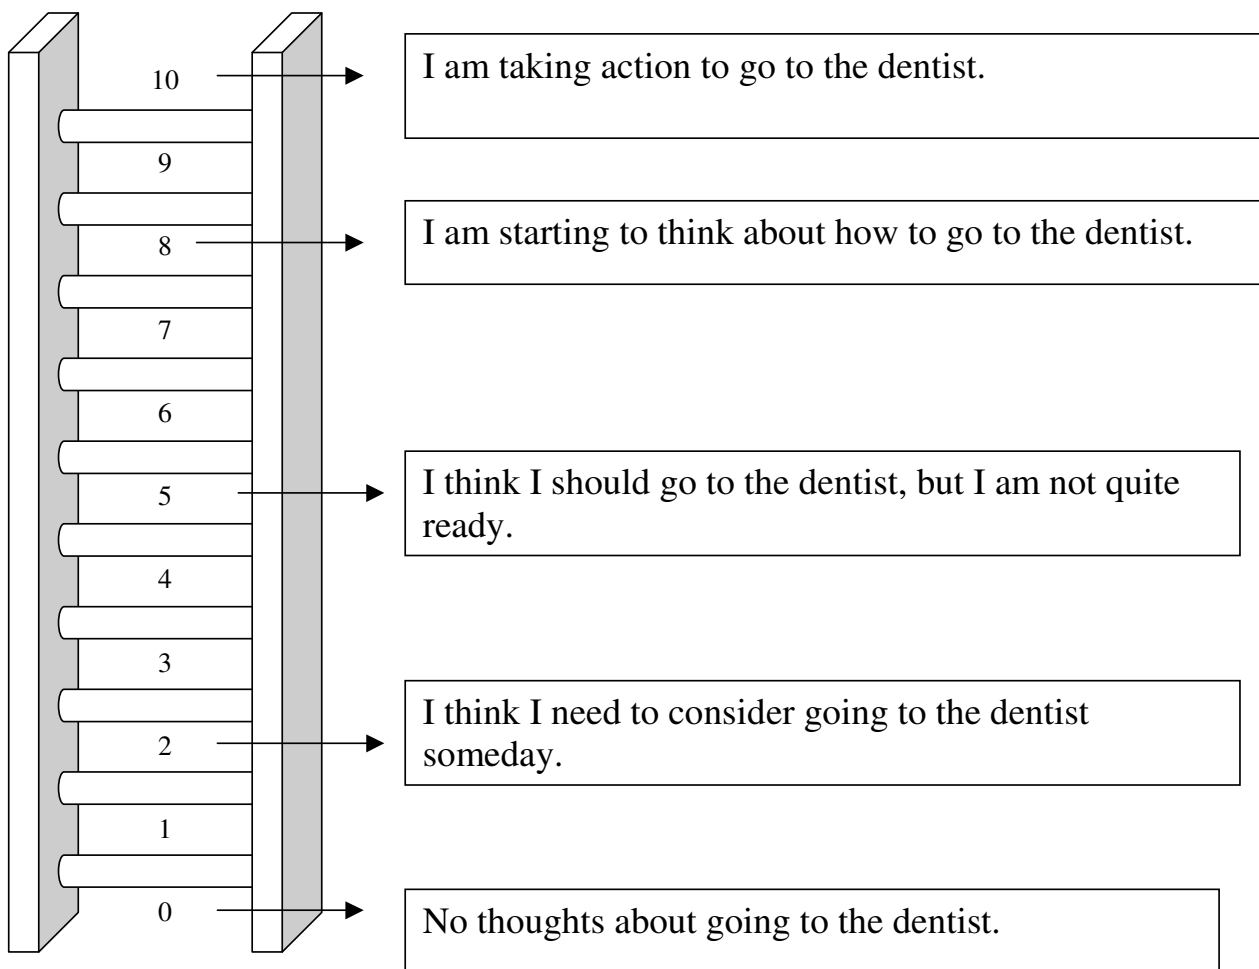 10
I am taking action to go to the dentist.
9
8
I am starting to think about how to go to the dentist.
7
6
5
I think I should go to the dentist, but I am not quite
ready.
4
3
2
I think I need to consider going to the dentist
someday.
1
0
No thoughts about going to the dentist.